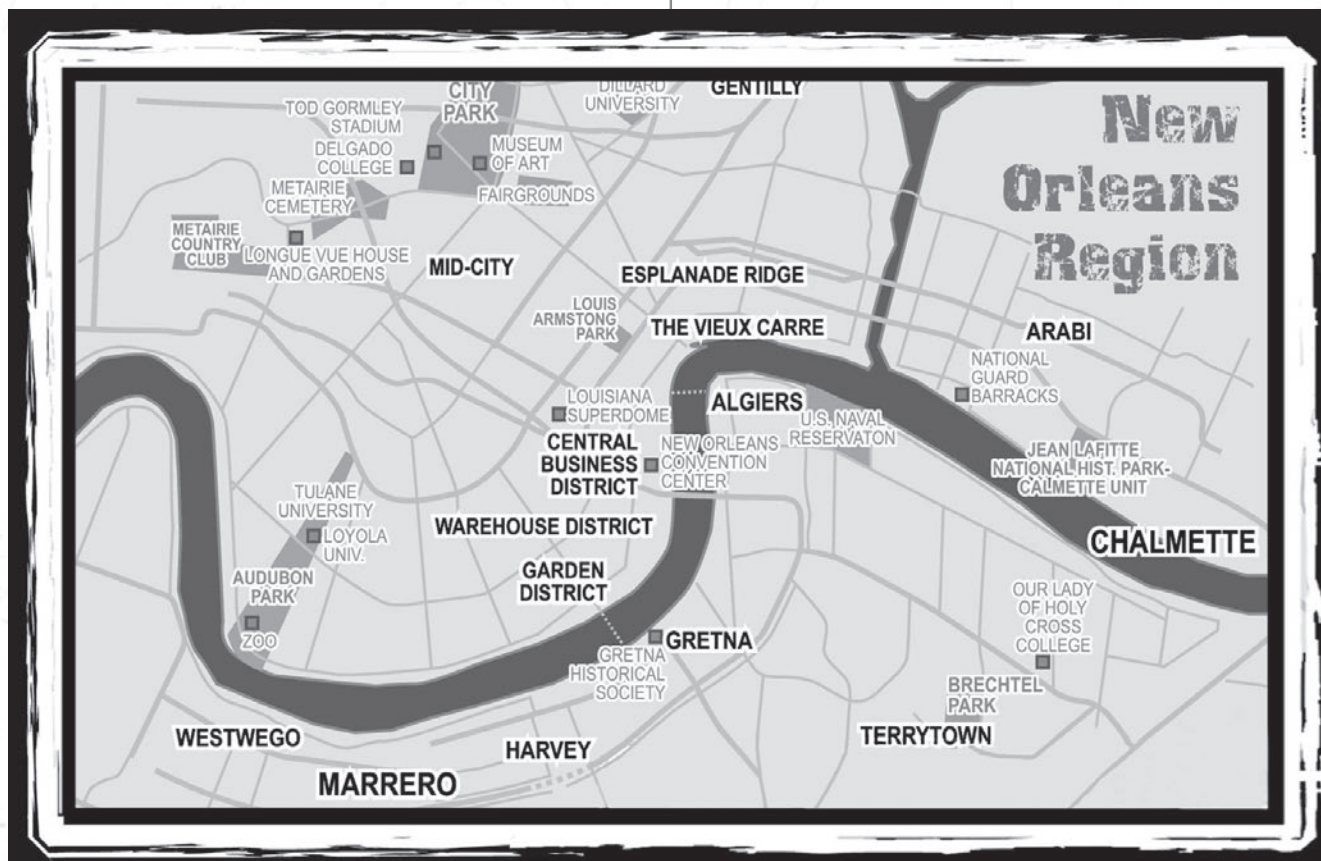 New
Orleans
Region
CITY
PARK
DILLARD
UNIVERSITY
GENTILLY
TOD GORMLEY
STADIUM
DELGADO
COLLEGE
MUSEUM
OF ART
METAIRIE
CEMETERY
FAIRGROUNDS
METAIRIE
COUNTRY
CLUB
LONGUE VUE HOUSE
AND GARDENS
MID-CITY
ESPLANADE RIDGE
LOUIS
ARMSTONG
PARK
THE VIEUX CARRE
ARABI
NATIONAL
GUARD
BARRACKS
LOUISIANA
SUPERDOME
ALGIERS
U.S. NAVAL
RESERVATON
CENTRAL
BUSINESS
DISTRICT
NEW ORLEANS
CONVENTION
CENTER
JEAN LAFITTE
NATIONAL HIST. PARK-
CALMETTE UNIT
TULANE
UNIVERSITY
LOYOLA
UNIV.
WAREHOUSE DISTRICT
CHALMETTE
GARDEN
DISTRICT
AUDUBON
PARK
ZOO
OUR LADY
OF HOLY
CROSS
COLLEGE
GRETNA
GRETNA
HISTORICAL
SOCIETY
BRECHTEL
PARK
WESTWEGO
HARVEY
TERRYTOWN
MARRERO